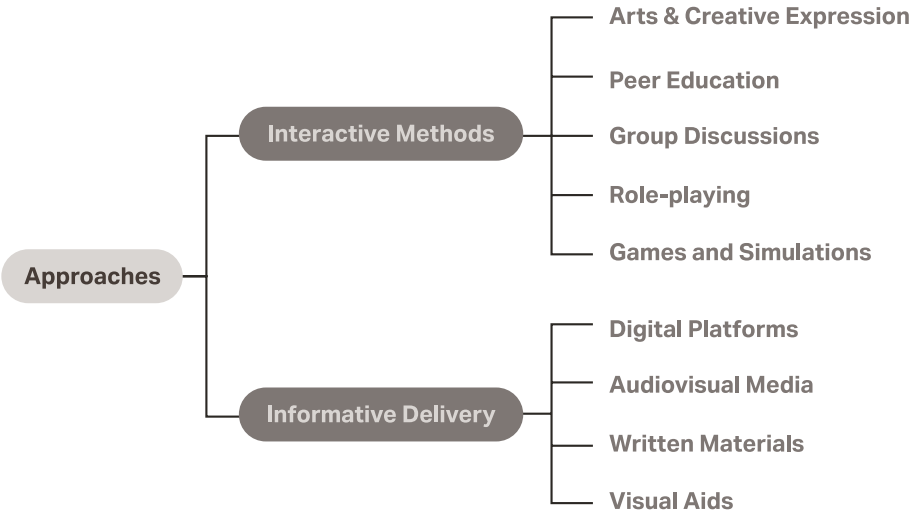 Approaches
Interactive Methods
Arts & Creative Expression
Peer Education
Group Discussions
Role-playing
Games and Simulations
Informative Delivery
Digital Platforms
Audiovisual Media
Written Materials
Visual Aids